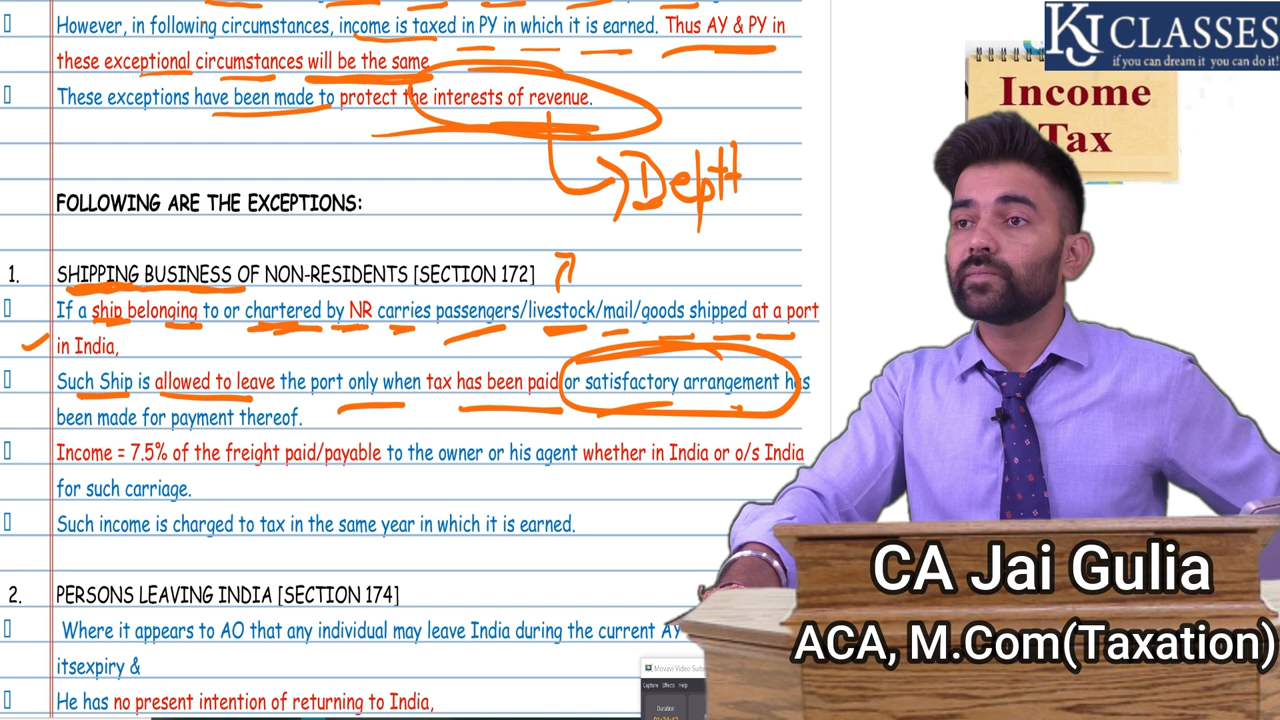 However, in following circumstances, income is taxed in PY in which it is earned. Thus AY & PY in
these exceptional circumstances will be the same
These exceptions have been made to protect the interests of revenue.
Deptt
FOLLOWING ARE THE EXCEPTIONS:
1. SHIPPING BUSINESS OF NON-RESIDENTS [SECTION 172]
If a ship belonging to or chartered by NR carries passengers/livestock/mail/goods shipped at a port
in India,
Such Ship is allowed to leave the port only when tax has been paid or satisfactory arrangement has
been made for payment thereof.
Income = 7.5% of the freight paid/payable to the owner or his agent whether in India or o/s India
for such carriage.
Such income is charged to tax in the same year in which it is earned.
2. PERSONS LEAVING INDIA [SECTION 174]
Where it appears to AO that any individual may leave India during the current AY
itsexpiry &
He has no present intention of returning to India,
KJ CLASSES
if you can dream it you can do it!
Income
Tax
CA Jai Gulia
ACA, M.Com(Taxation)
Movavi Video Suite
Capture Effects Help
Duration